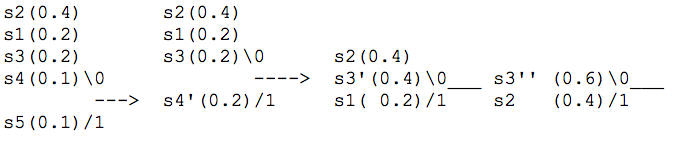 s2(0.4)         s2(0.4)
s1(0.2)         s1(0.2)
s3(0.2)         s3(0.2)\0       s2(0.4)
s4(0.1)\0               ---->   s3'(0.4)\0___  s3'' (0.6)\0___
        --->    s4'(0.2)/1      s1( 0.2)/1     s2   (0.4)/1
s5(0.1)/1